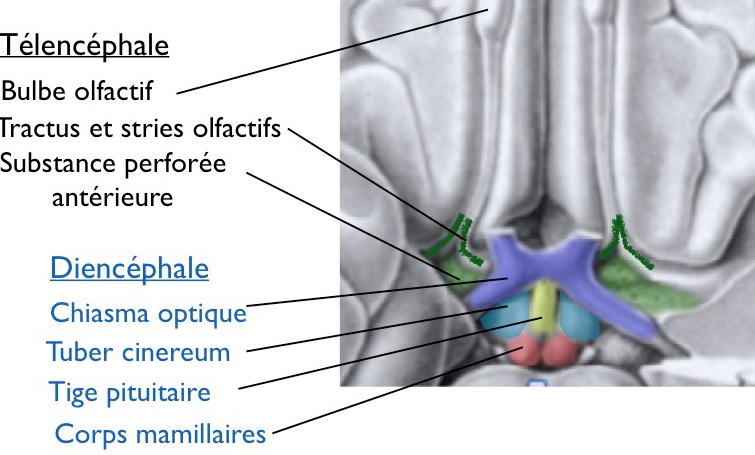 Télencéphale
Bulbe olfactif
Tractus et stries olfactifs
Substance perforée
antérieure
Diencéphale
Chiasma optique
Tuber cinereum
Tige pituitaire
Corps mamillaires